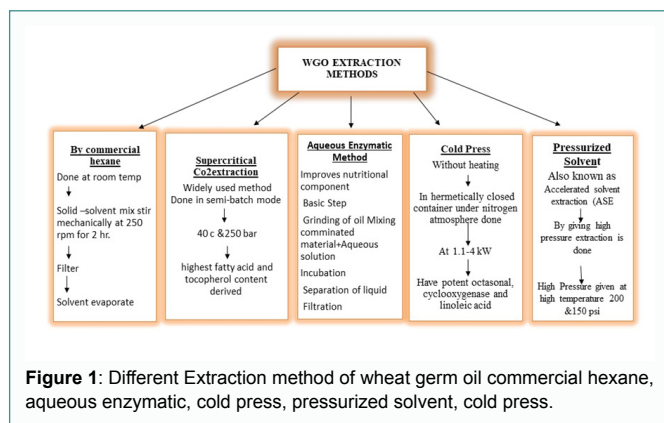 WGO EXTRACTION
METHODS
By commercial
hexane
Done at room temp
Solid –solvent mix stir
mechanically at 250
rpm for 2 hr.
Filter
Solvent evaporate
Supercritical
Co2extraction
Widely used method
Done in semi-batch mode
40 c &250 bar
highest fatty acid and
tocopherol content
derived
Aqueous Enzymatic
Method
Improves nutritional
component
Basic Step
Grinding of oil Mixing
comminated
material+Aqueous
solution
Incubation
Separation of liquid
Filtration
Cold Press
Without heating
In hermetically closed
container under nitrogen
atmosphere done
At 1.1-4 kW
Have potent octasonal,
cyclooxygenase and
linoleic acid
Pressurized
Solvent
Also known as
Accelerated solvent
extraction (ASE
By giving high
pressure extraction is
done
High Pressure given at
high temperature 200
&150 psi
Figure 1: Different Extraction method of wheat germ oil commercial hexane,
aqueous enzymatic, cold press, pressurized solvent, cold press.